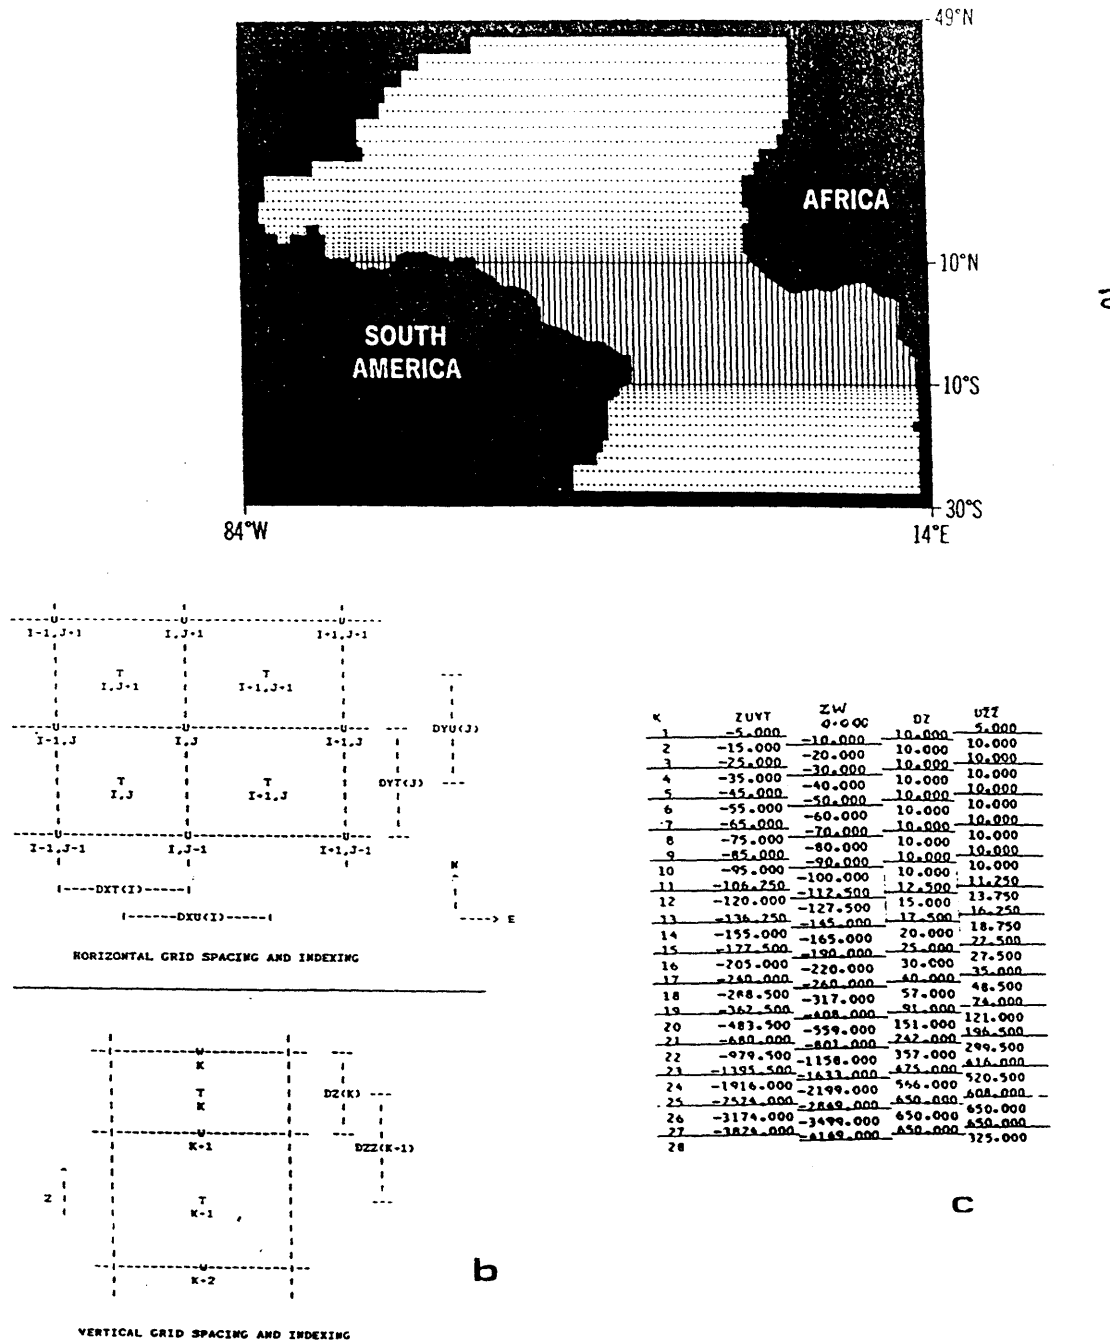 49°N
AFRICA
10°N
SOUTH
AMERICA
10°S
30°S
84°W
14°E
I-1,J+1 I,J+1 I+1,J+1
U U U
T T
I,J+1 I+1,J+1
DYU(J)
U U U
I-1,J I,J I+1,J
T T
I,J I+1,J
DYT(J)
U U U
I-1,J-1 I,J-1 I+1,J-1
N
DXT(I)
DXU(I)
E
HORIZONTAL GRID SPACING AND INDEXING
W
K
T
K
DZ(K)
W
K+1
DZZ(K+1)
Z
T
K+1
W
K+2
b
VERTICAL GRID SPACING AND INDEXING
K ZUVT ZW DZ DZZ
0.000 5.000
1 -5.000 -10.000 10.000 10.000
2 -15.000 -20.000 10.000 10.000
3 -25.000 -30.000 10.000 10.000
4 -35.000 -40.000 10.000 10.000
5 -45.000 -50.000 10.000 10.000
6 -55.000 -60.000 10.000 10.000
7 -65.000 -70.000 10.000 10.000
8 -75.000 -80.000 10.000 10.000
9 -85.000 -90.000 10.000 10.000
10 -95.000 -100.000 10.000 11.250
11 -106.250 -112.500 12.500 13.750
12 -120.000 -127.500 15.000 16.250
13 -136.250 -145.000 17.500 18.750
14 -155.000 -165.000 20.000 22.500
15 -177.500 -190.000 25.000 27.500
16 -205.000 -220.000 30.000 35.000
17 -240.000 -260.000 40.000 48.500
18 -288.500 -317.000 57.000 74.000
19 -362.500 -408.000 91.000 121.000
20 -483.500 -559.000 151.000 196.500
21 -680.000 -801.000 242.000 299.500
22 -979.500 -1158.000 357.000 416.000
23 -1395.500 -1633.000 475.000 520.500
24 -1916.000 -2199.000 566.000 608.000
25 -2524.000 -2849.000 650.000 650.000
26 -3174.000 -3499.000 650.000 650.000
27 -3824.000 -4149.000 650.000 325.000
28
c